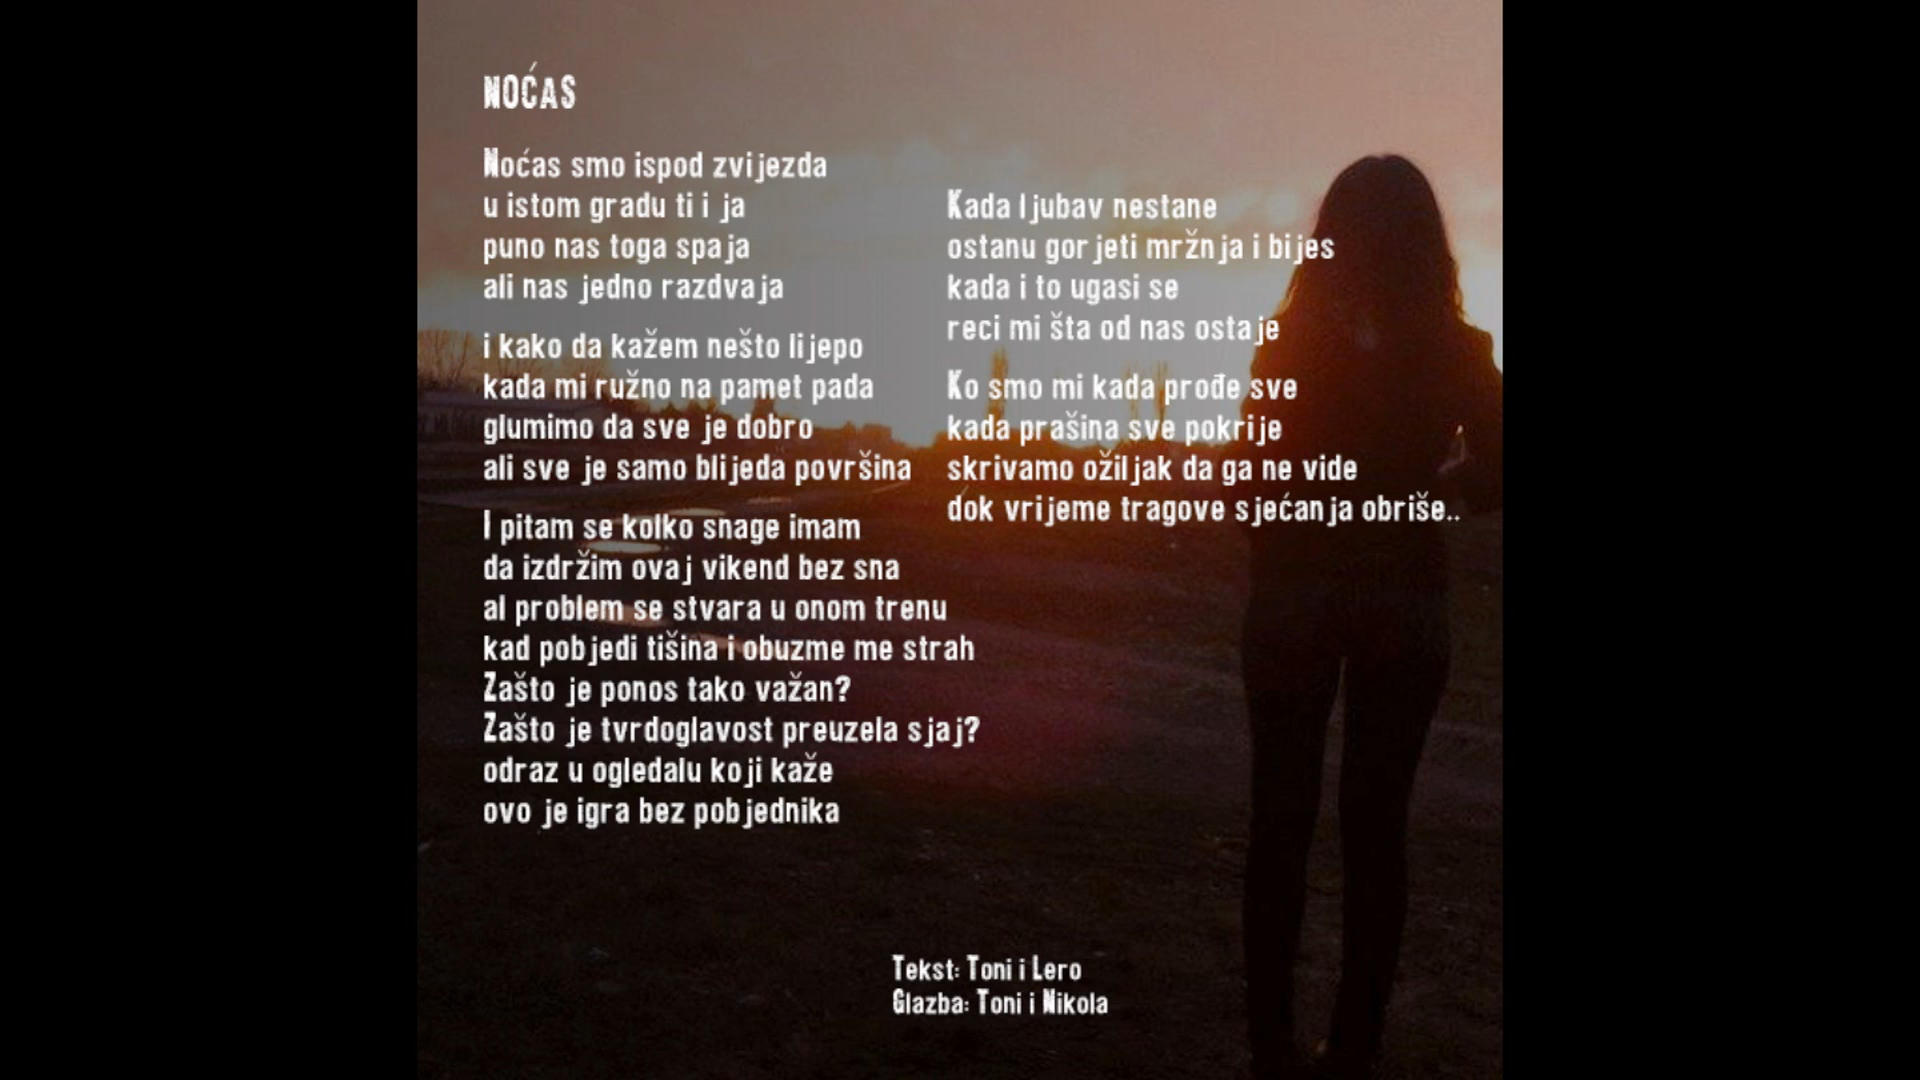 NOĆAS
Noćas smo ispod zvijezda
u istom gradu ti i ja
puno nas toga spaja
ali nas jedno razdvaja
i kako da kažem nešto lijepo
kada mi ružno na pamet pada
glumimo da sve je dobro
ali sve je samo blijeda površina
I pitam se kolko snage imam
da izdržim ovaj vikend bez sna
al problem se stvara u onom trenu
kad pobjedi tišina i obuzme me strah
Zašto je ponos tako važan?
Zašto je tvrdoglavost preuzela sjaj?
odraz u ogledalu koji kaže
ovo je igra bez pobjednika
Kada ljubav nestane
ostanu gorjeti mržnja i bijes
kada i to ugasi se
reci mi šta od nas ostaje
Ko smo mi kada prođe sve
kada prašina sve pokrije
skrivamo ožiljak da ga ne vide
dok vrijeme tragove sjećanja obriše..
Tekst: Toni i Lero
Glazba: Toni i Nikola